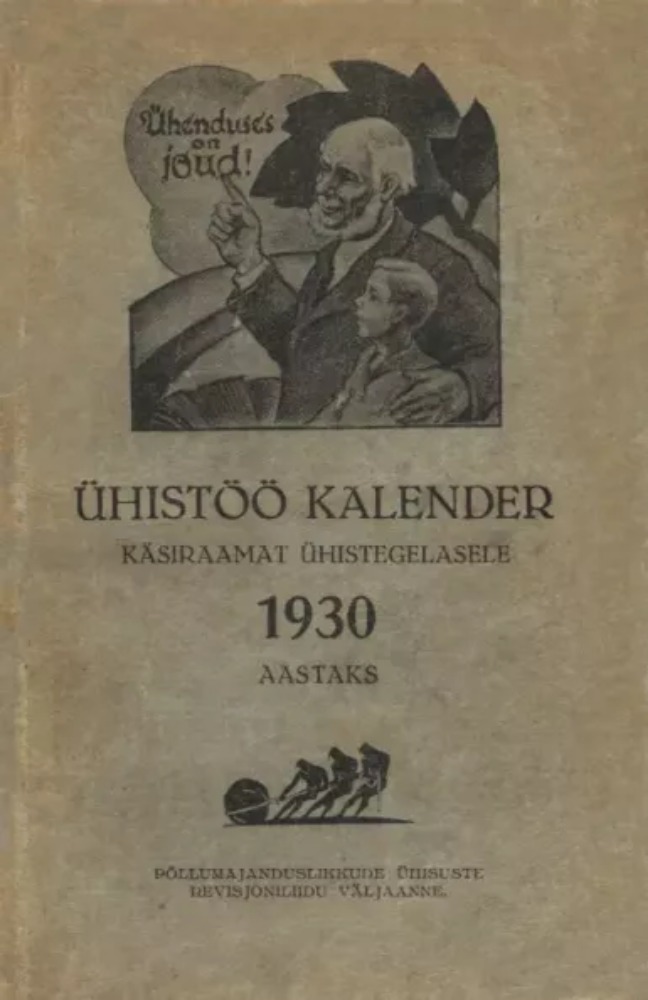 Ühenduses
on
jõud!
ÜHISTÖÖ KALENDER
KÄSIRAAMAT ÜHISTEGELASELE
1930
AASTAKS
PÕLLUMAJANDUSLIKKUDE ÜHISUSTE
REVISJONILIIDU VÄLJAANNE.